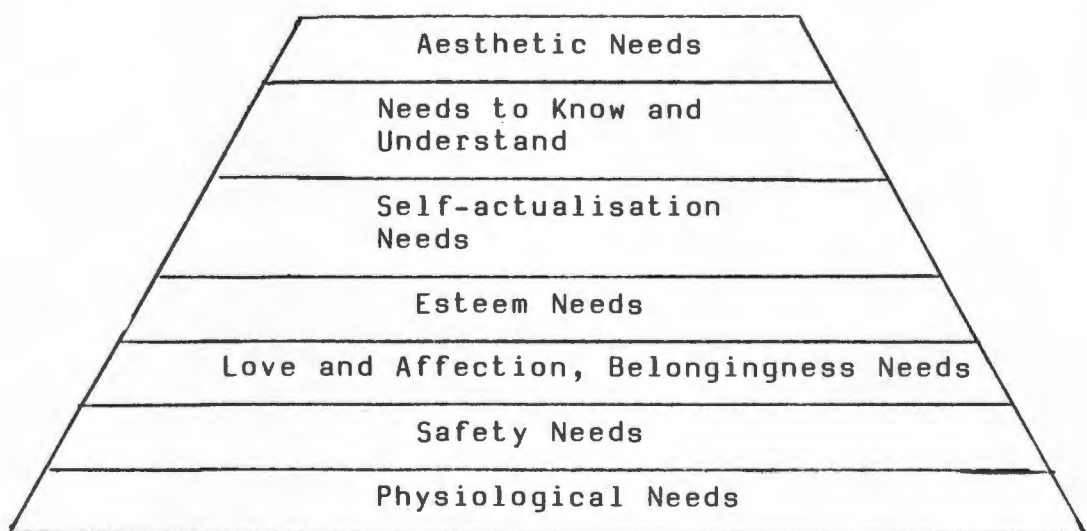 Aesthetic Needs
Needs to Know and
Understand
Self-actualisation
Needs
Esteem Needs
Love and Affection, Belongingness Needs
Safety Needs
Physiological Needs